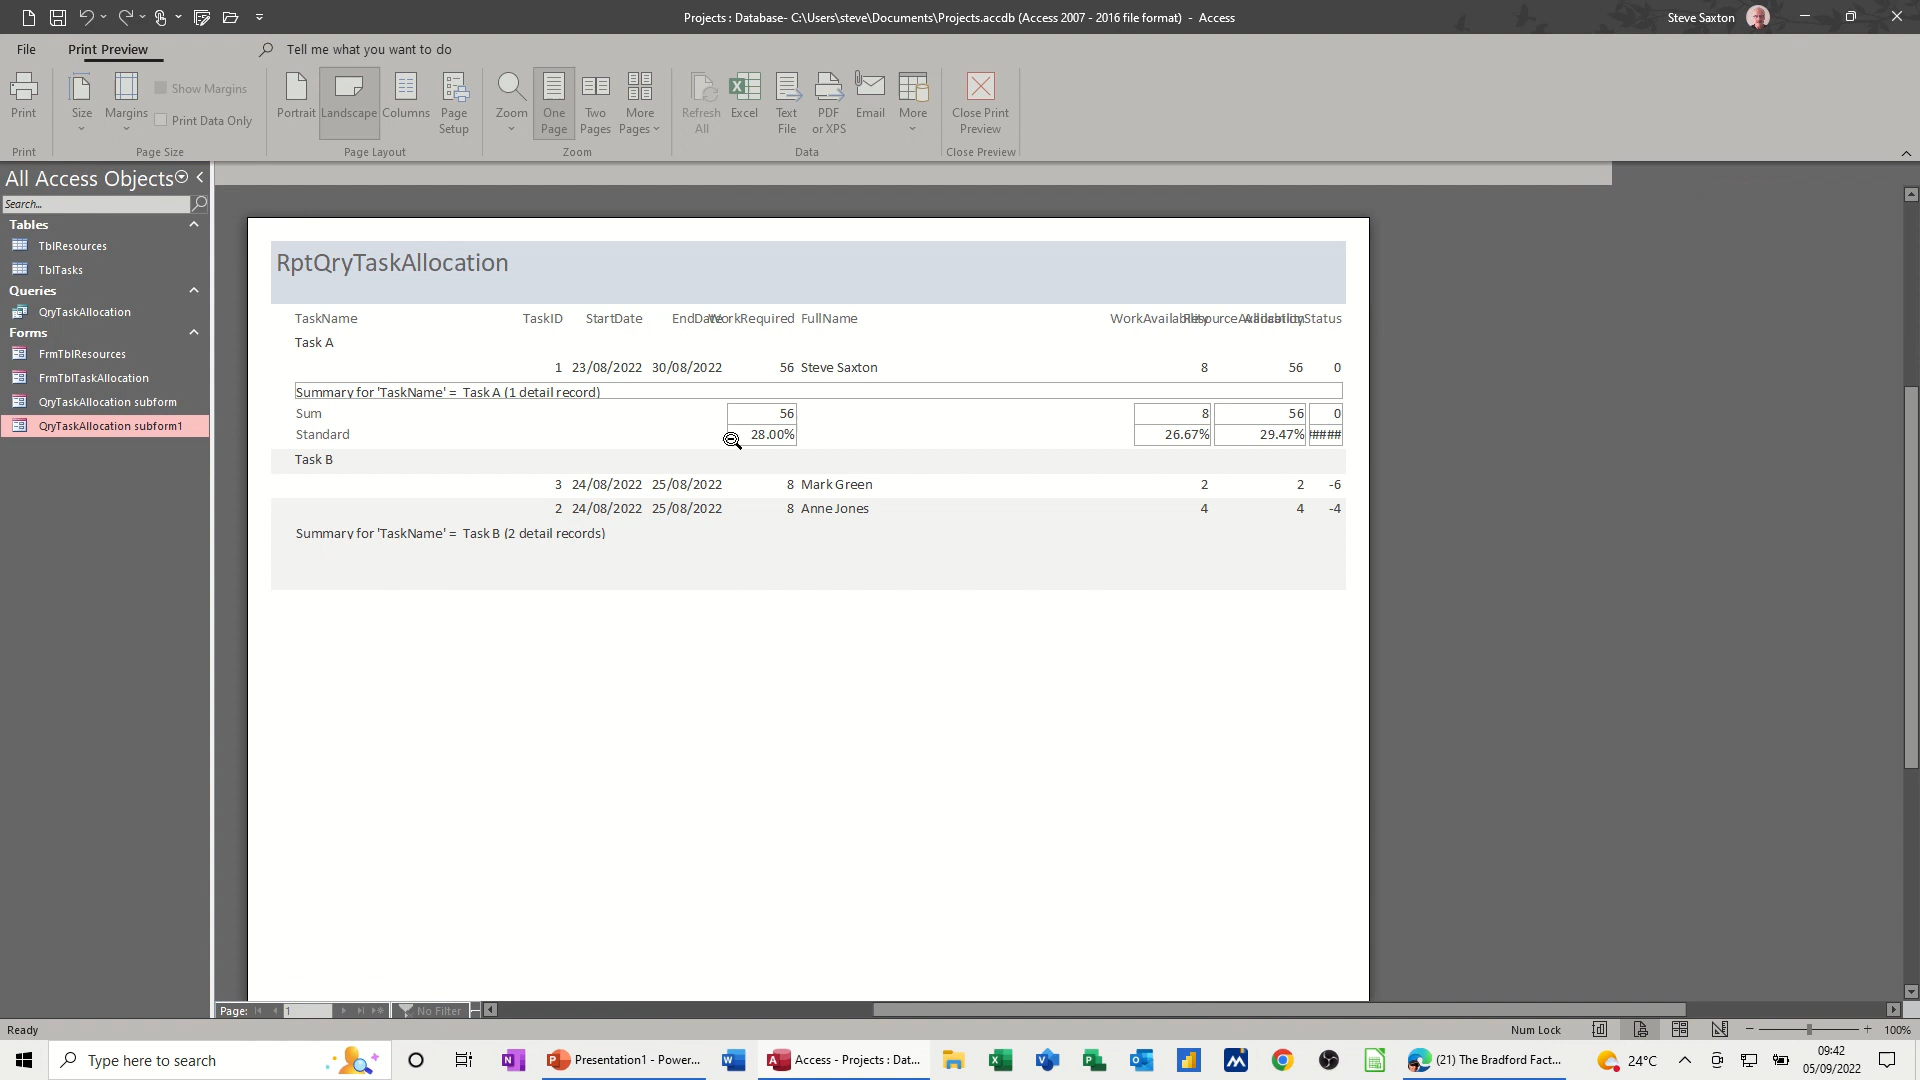 Projects : Database- C:\Users\steve\Documents\Projects.accdb (Access 2007 - 2016 file format) - Access
Steve Saxton
File
Print Preview
Tell me what you want to do
Print
Size
Margins
Show Margins
Print Data Only
Portrait
Landscape
Columns
Page Setup
Zoom
One Page
Two Pages
More Pages
Refresh All
Excel
Text File
PDF or XPS
Email
More
Close Print Preview
Print
Page Size
Page Layout
Zoom
Data
Close Preview
All Access Objects
Search...
Tables
TblResources
TblTasks
Queries
QryTaskAllocation
Forms
FrmTblResources
FrmTblTaskAllocation
QryTaskAllocation subform
QryTaskAllocation subform1
RptQryTaskAllocation
TaskName TaskID StartDate EndDate WorkRequired FullName WorkAvailability Status
Task A
1 23/08/2022 30/08/2022 56 Steve Saxton 8 56 0
Summary for 'TaskName' = Task A (1 detail record)
Sum 56 8 56 0
Standard 28.00% 26.67% 29.47% #####
Task B
3 24/08/2022 25/08/2022 8 Mark Green 2 2 -6
2 24/08/2022 25/08/2022 8 Anne Jones 4 4 -4
Summary for 'TaskName' = Task B (2 detail records)
Page: 1 No Filter
Ready
Num Lock
100%
Type here to search
Presentation1 - Power...
Access - Projects : Dat...
(21) The Bradford Fact...
24°C
09:42
05/09/2022